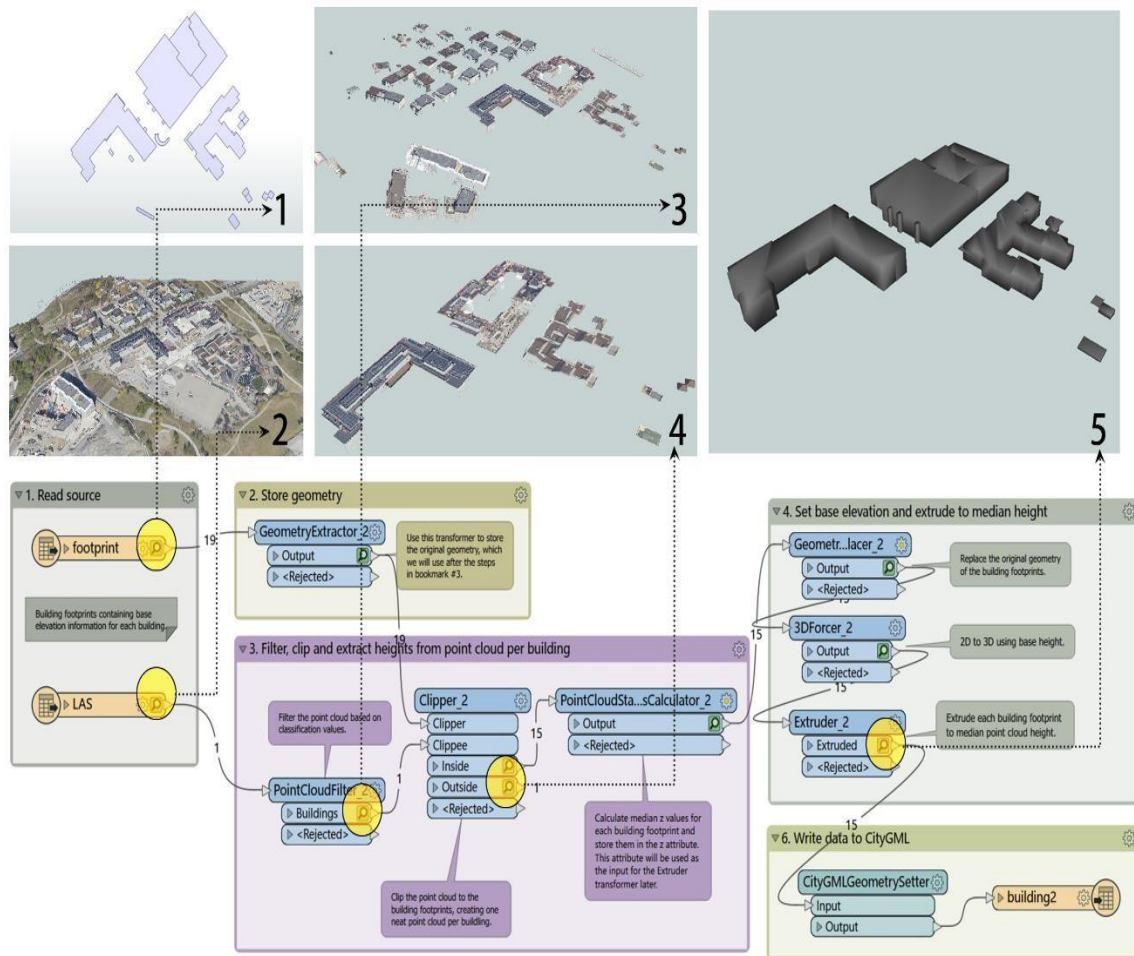 1
2
3
4
5
1. Read source
footprint
19
Building footprints containing base
elevation information for each building.
LAS
1
2. Store geometry
GeometryExtractor_2
Output
<Rejected>
Use this transformer to store
the original geometry, which
we will use after the steps
in bookmark #3.
19
3. Filter, clip and extract heights from point cloud per building
Filter the point cloud based on
classification values.
PointCloudFilter_2
Buildings
<Rejected>
1
Clipper_2
Clipper
Clippee
Inside
Outside
<Rejected>
15
1
Clip the point cloud to the
building footprints, creating one
neat point cloud per buildling.
PointCloudSta...sCalculator_2
Output
<Rejected>
Calculate median z values for
each building footprint and
store them in the z attribute.
This attribute will be used as
the input for the Extruder
transformer later.
15
4. Set base elevation and extrude to median height
Geometr...lacer_2
Output
<Rejected>
Replace the original geometry
of the building footprints.
15
3DForcer_2
Output
<Rejected>
2D to 3D using base height.
15
Extruder_2
Extruded
<Rejected>
Extrude each building footprint
to median point cloud height.
15
6. Write data to CityGML
CityGMLGeometrySetter
Input
Output
building2